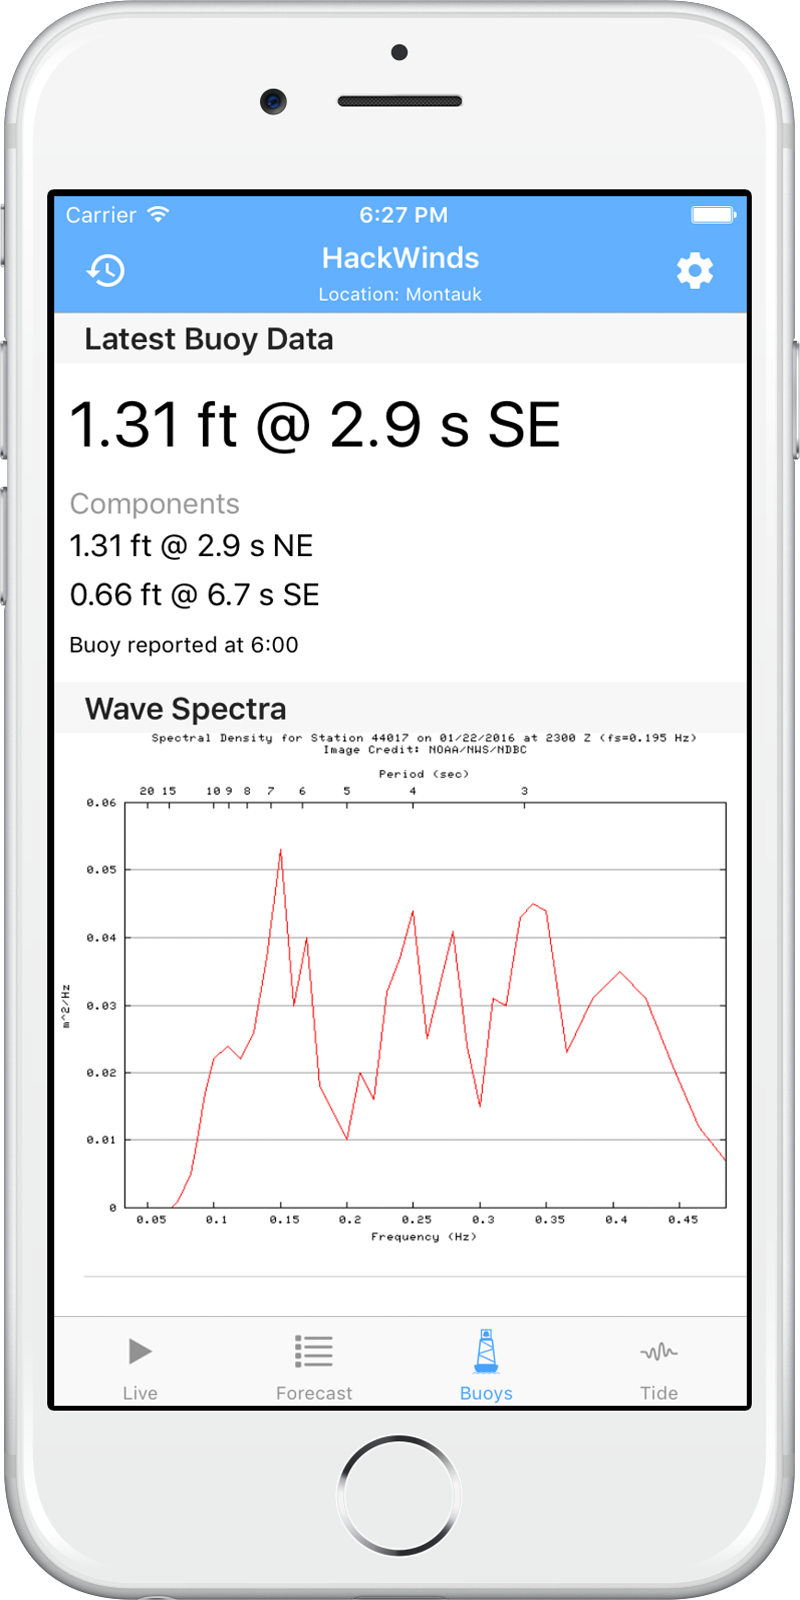 Carrier 6:27 PM
HackWinds
Location: Montauk
Latest Buoy Data
1.31 ft @ 2.9 s SE
Components
1.31 ft @ 2.9 s NE
0.66 ft @ 6.7 s SE
Buoy reported at 6:00
Wave Spectra
Spectral Density for Station 44017 on 01/22/2016 at 2300 Z (fs=0.195 Hz)
Image Credit: NOAA/NWS/NDBC
Period (sec)
20 15 10 9 8 7 6 5 4 3
0.06
0.05
0.04
0.03
0.02
0.01
0
m^2/Hz
0.05 0.1 0.15 0.2 0.25 0.3 0.35 0.4 0.45
Frequency (Hz)
Live Forecast Buoys Tide